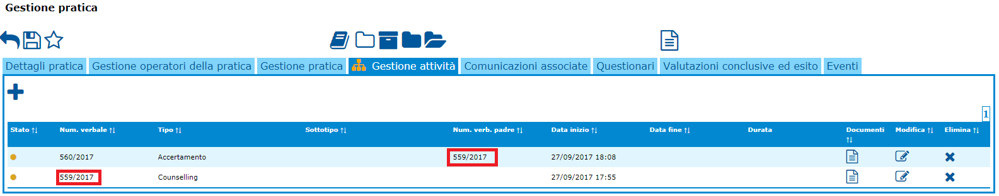 Gestione pratica
Dettagli pratica Gestione operatori della pratica Gestione pratica Gestione attività Comunicazioni associate Questionari Valutazioni conclusive ed esito Eventi
1
Stato Num. verbale Tipo Sottotipo Num. verb. padre Data inizio Data fine Durata Documenti Modifica Elimina
560/2017 Accertamento 559/2017 27/09/2017 18:08
559/2017 Counselling 27/09/2017 17:55